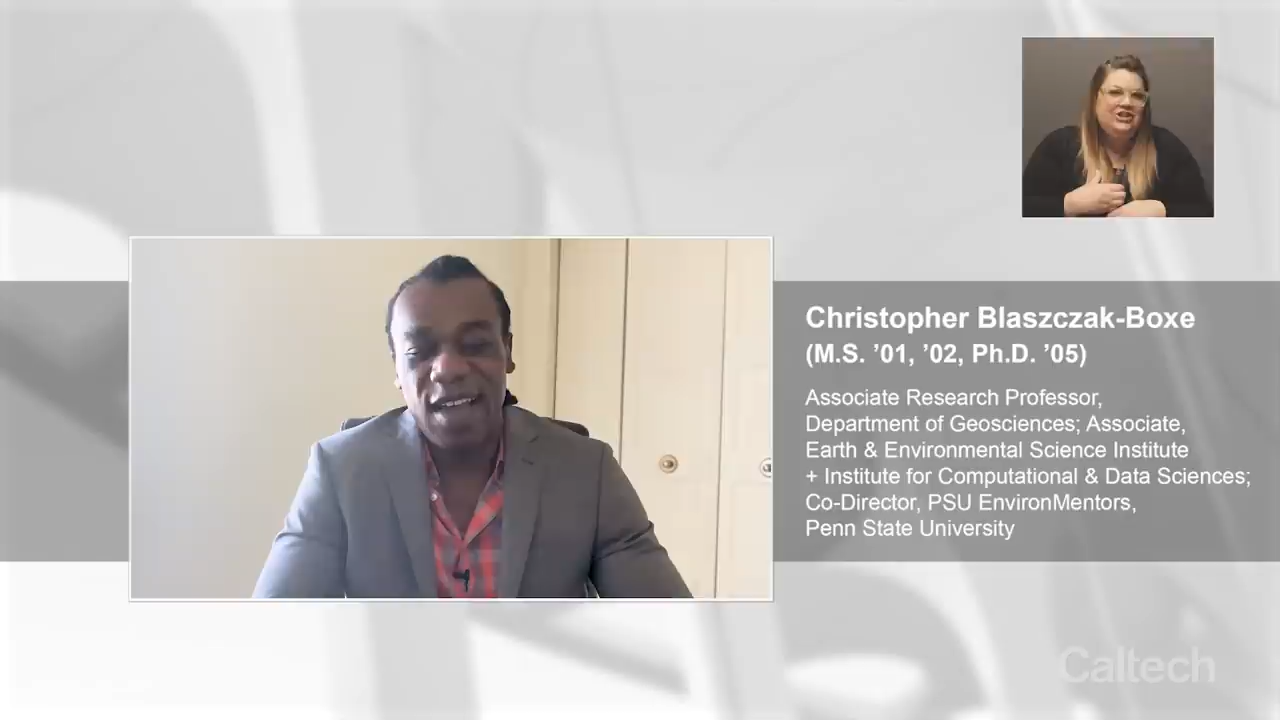 Christopher Blaszczak-Boxe
(M.S. ’01, ’02, Ph.D. ’05)
Associate Research Professor,
Department of Geosciences; Associate,
Earth & Environmental Science Institute
+ Institute for Computational & Data Sciences;
Co-Director, PSU EnvironMentors,
Penn State University
Caltech